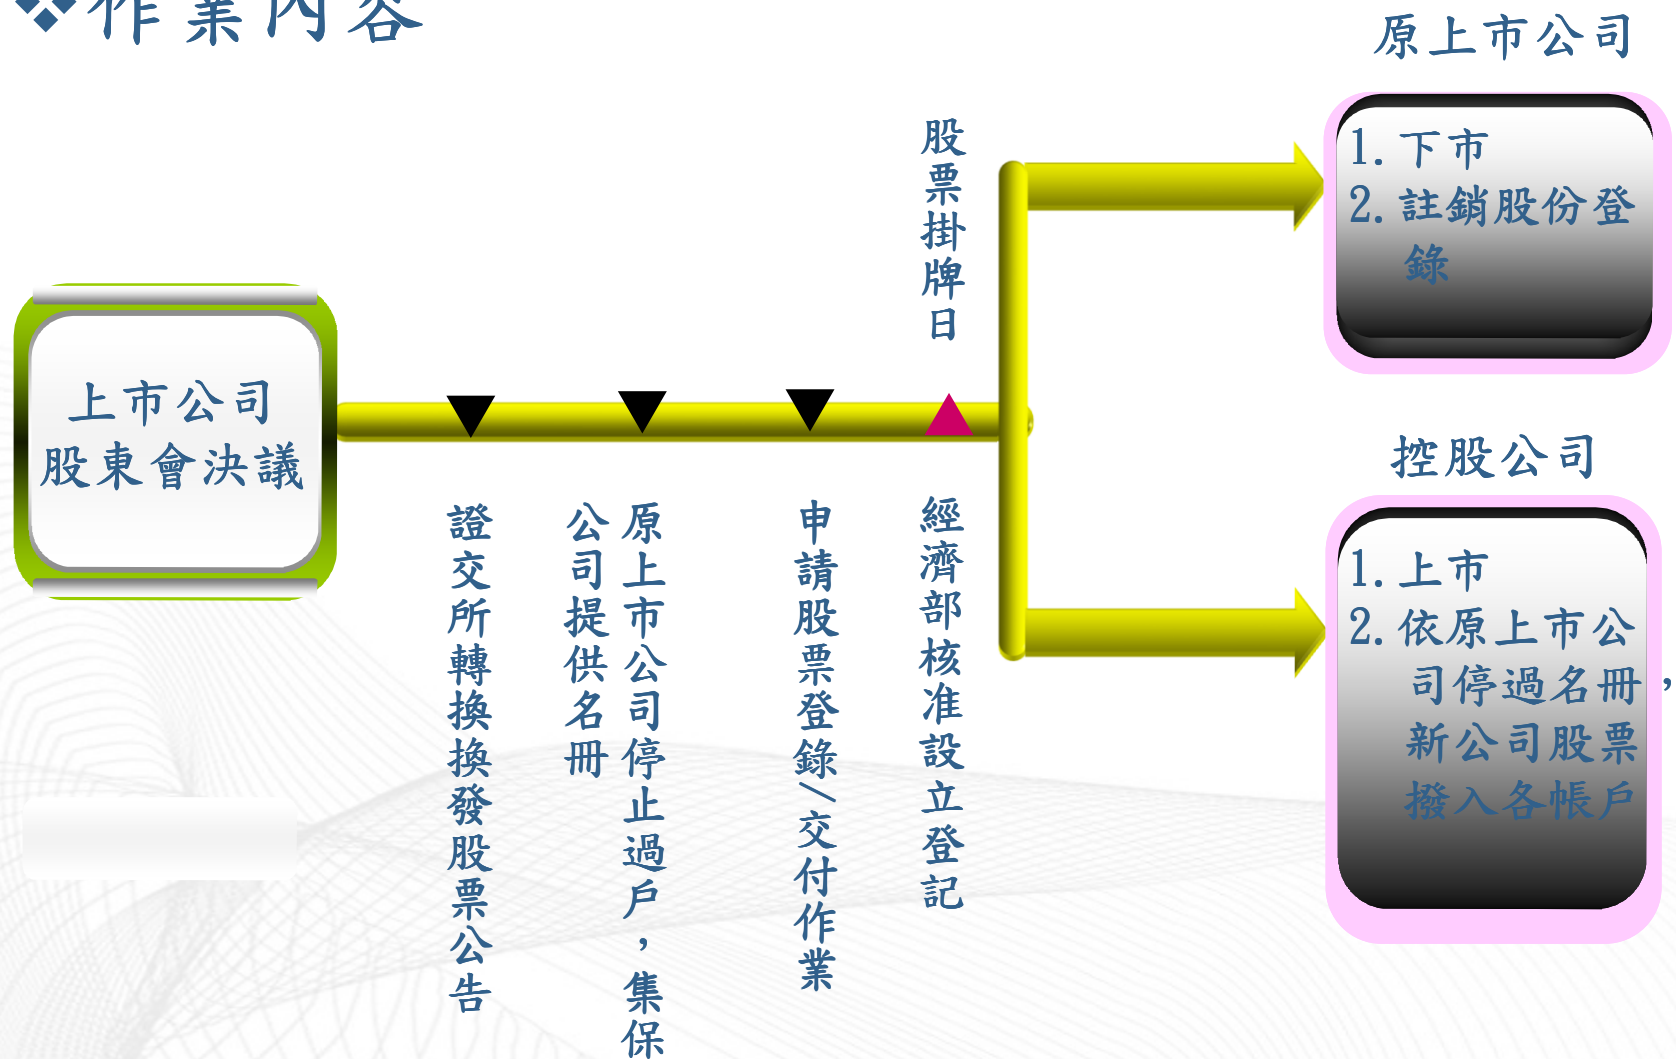 ❖作業內容
上市公司
股東會決議
證交所轉換換發股票公告
原上市公司停止過戶，集保
公司提供名冊
申請股票登錄／交付作業
股票掛牌日
經濟部核准設立登記
原上市公司
1.下市
2.註銷股份登
錄
控股公司
1.上市
2.依原上市公
司停過名冊，
新公司股票
撥入各帳戶